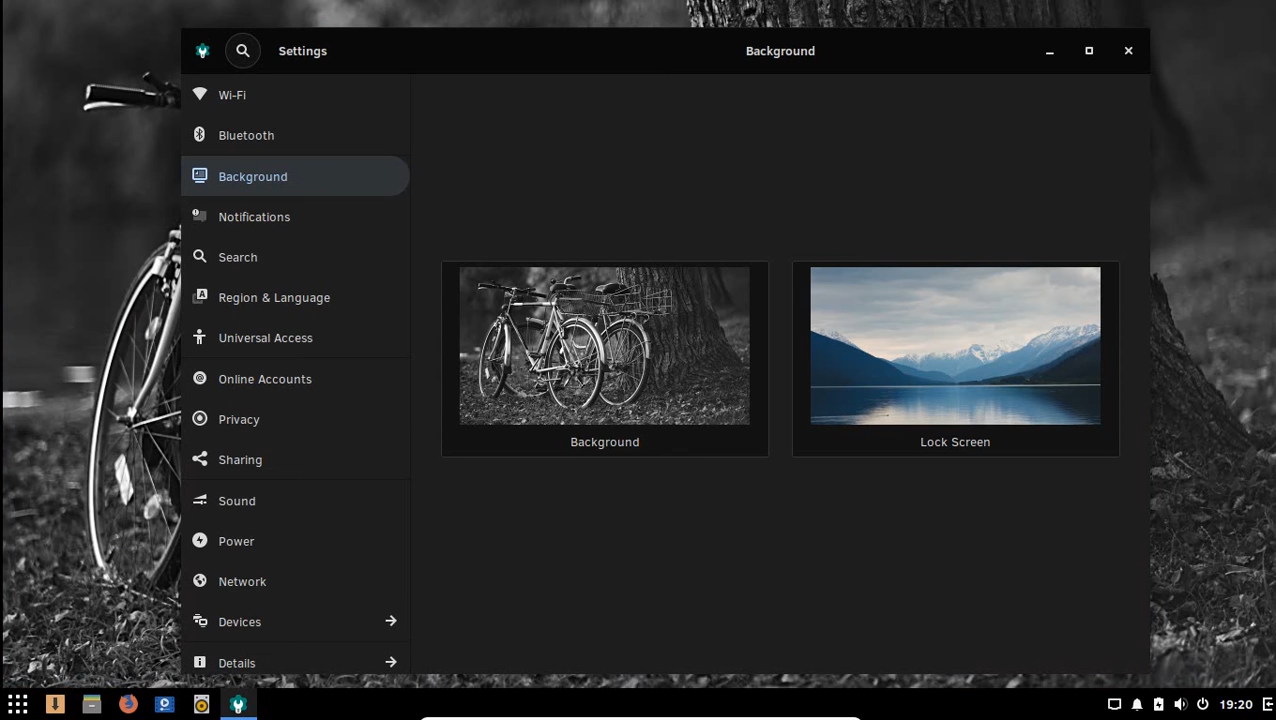 Settings
Background
Wi-Fi
Bluetooth
Background
Notifications
Search
Region & Language
Universal Access
Online Accounts
Privacy
Sharing
Sound
Power
Network
Devices
Details
Background
Lock Screen
19:20